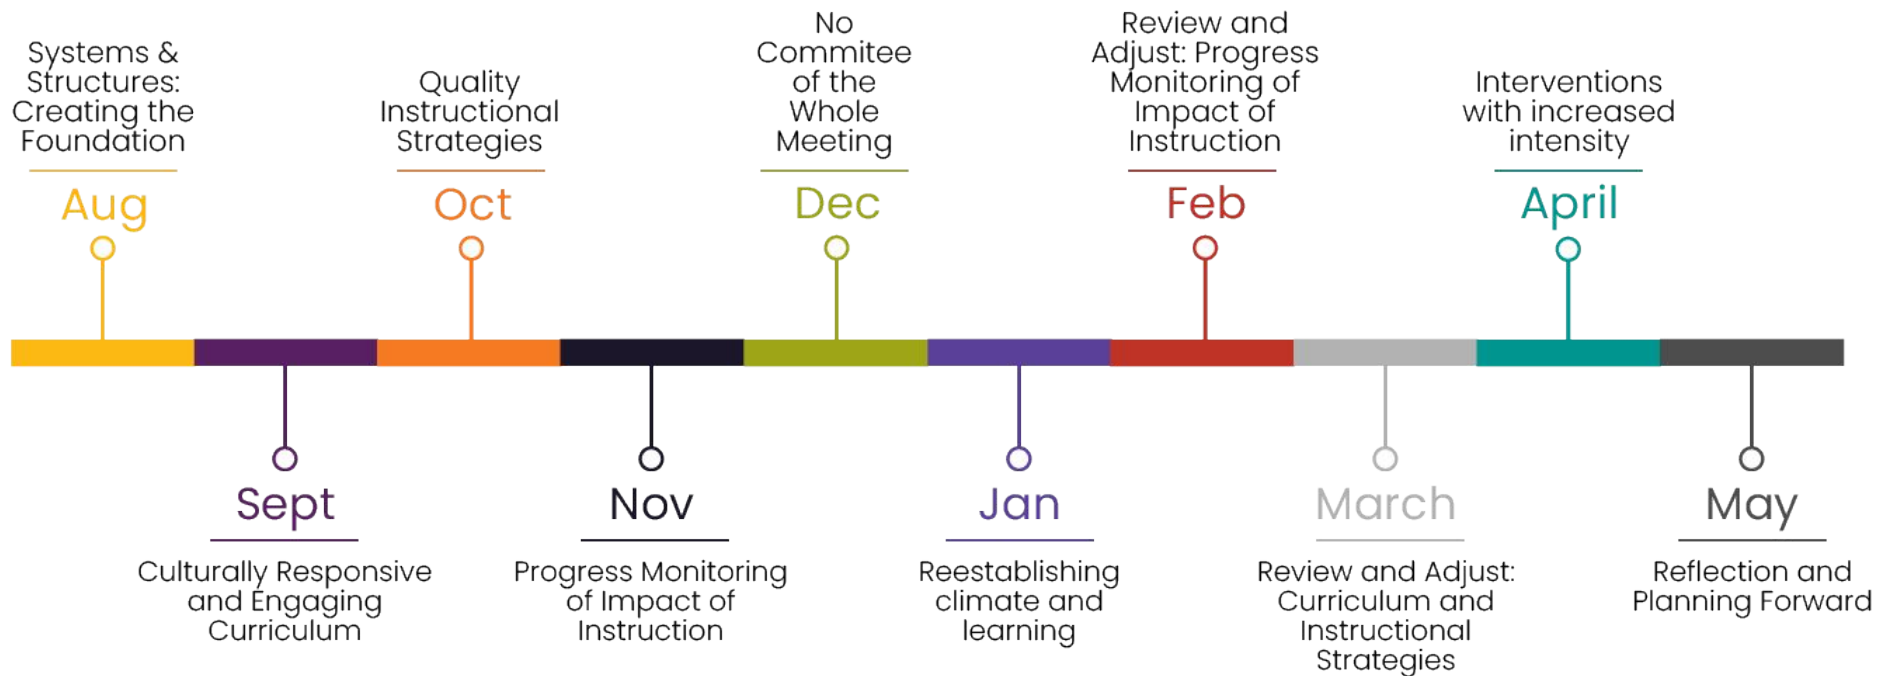 Systems &
Structures:
Creating the
Foundation
Aug
Sept
Culturally Responsive
and Engaging
Curriculum
Quality
Instructional
Strategies
Oct
Nov
Progress Monitoring
of Impact of
Instruction
No
Commitee
of the
Whole
Meeting
Dec
Jan
Reestablishing
climate and
learning
Review and
Adjust: Progress
Monitoring of
Impact of
Instruction
Feb
March
Review and Adjust:
Curriculum and
Instructional
Strategies
Interventions
with increased
intensity
April
May
Reflection and
Planning Forward